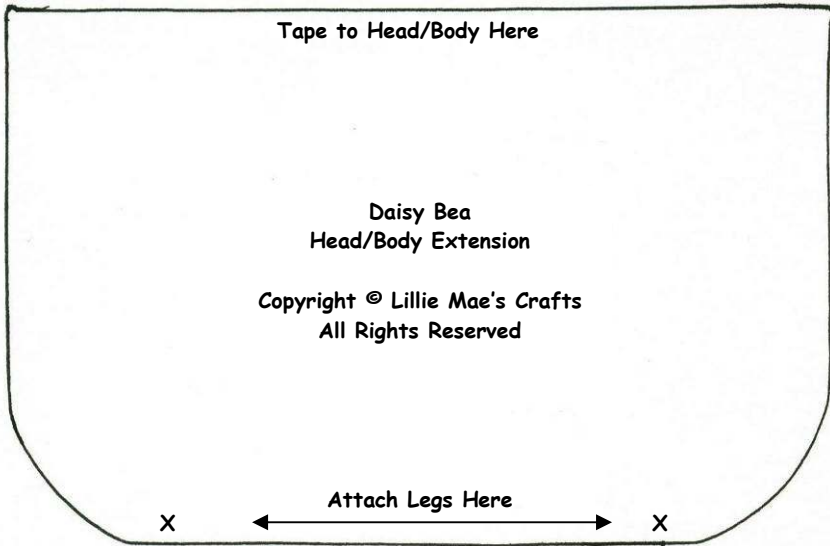 Tape to Head/Body Here
Daisy Bea
Head/Body Extension
Copyright © Lillie Mae's Crafts
All Rights Reserved
Attach Legs Here
X X